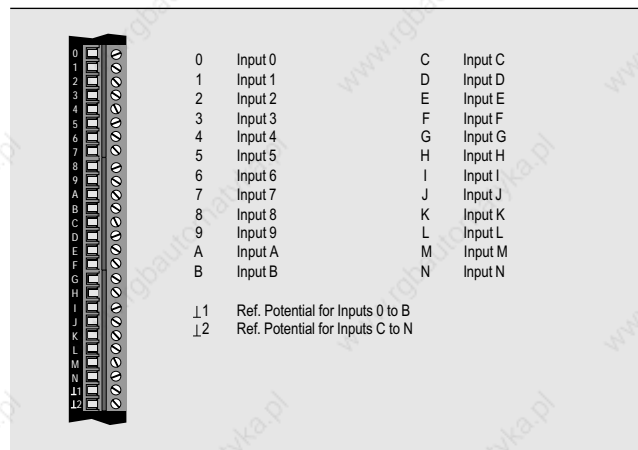 0
1
2
3
4
5
6
7
8
9
A
B
C
D
E
F
G
H
I
J
K
L
M
N
⊥1
⊥2
0 Input 0
1 Input 1
2 Input 2
3 Input 3
4 Input 4
5 Input 5
6 Input 6
7 Input 7
8 Input 8
9 Input 9
A Input A
B Input B
C Input C
D Input D
E Input E
F Input F
G Input G
H Input H
I Input I
J Input J
K Input K
L Input L
M Input M
N Input N
⊥1 Ref. Potential for Inputs 0 to B
⊥2 Ref. Potential for Inputs C to N
www.rgbautomatyka.pl